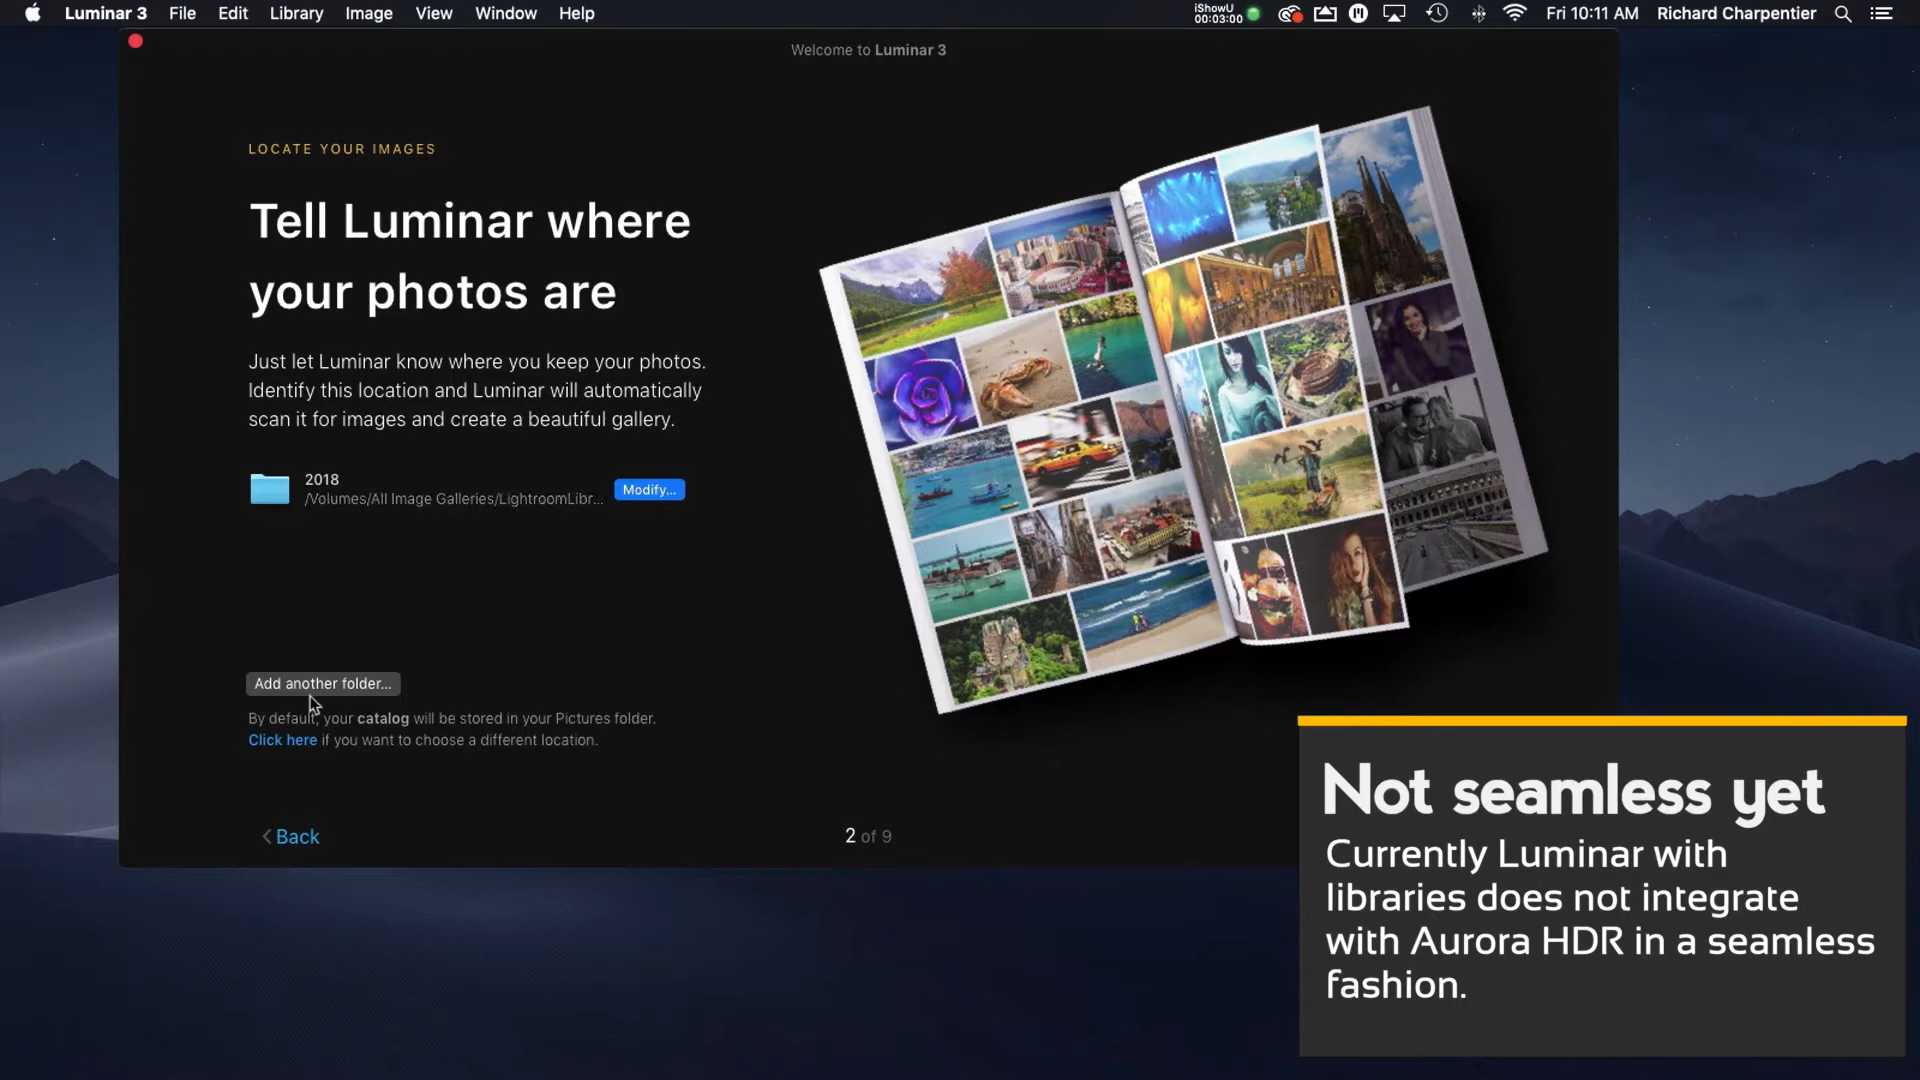 Luminar 3 File Edit Library Image View Window Help
iShowU
00:03:00
Fri 10:11 AM Richard Charpentier
Welcome to Luminar 3
LOCATE YOUR IMAGES
Tell Luminar where
your photos are
Just let Luminar know where you keep your photos.
Identify this location and Luminar will automatically
scan it for images and create a beautiful gallery.
2018
/Volumes/All Image Galleries/LightroomLibr...
Modify...
Add another folder...
By default, your catalog will be stored in your Pictures folder.
Click here if you want to choose a different location.
Back
2 of 9
Not seamless yet
Currently Luminar with
libraries does not integrate
with Aurora HDR in a seamless
fashion.